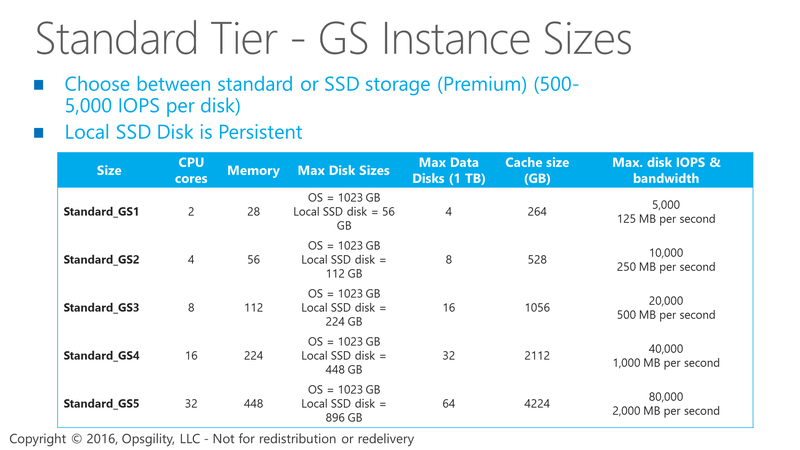 Standard Tier - GS Instance Sizes
Choose between standard or SSD storage (Premium) (500-
5,000 IOPS per disk)
Local SSD Disk is Persistent
Size CPU cores Memory Max Disk Sizes Max Data Disks (1 TB) Cache size (GB) Max. disk IOPS & bandwidth
Standard_GS1 2 28 OS = 1023 GB Local SSD disk = 56 GB 4 264 5,000 125 MB per second
Standard_GS2 4 56 OS = 1023 GB Local SSD disk = 112 GB 8 528 10,000 250 MB per second
Standard_GS3 8 112 OS = 1023 GB Local SSD disk = 224 GB 16 1056 20,000 500 MB per second
Standard_GS4 16 224 OS = 1023 GB Local SSD disk = 448 GB 32 2112 40,000 1,000 MB per second
Standard_GS5 32 448 OS = 1023 GB Local SSD disk = 896 GB 64 4224 80,000 2,000 MB per second
Copyright © 2016, Opsgility, LLC - Not for redistribution or redelivery